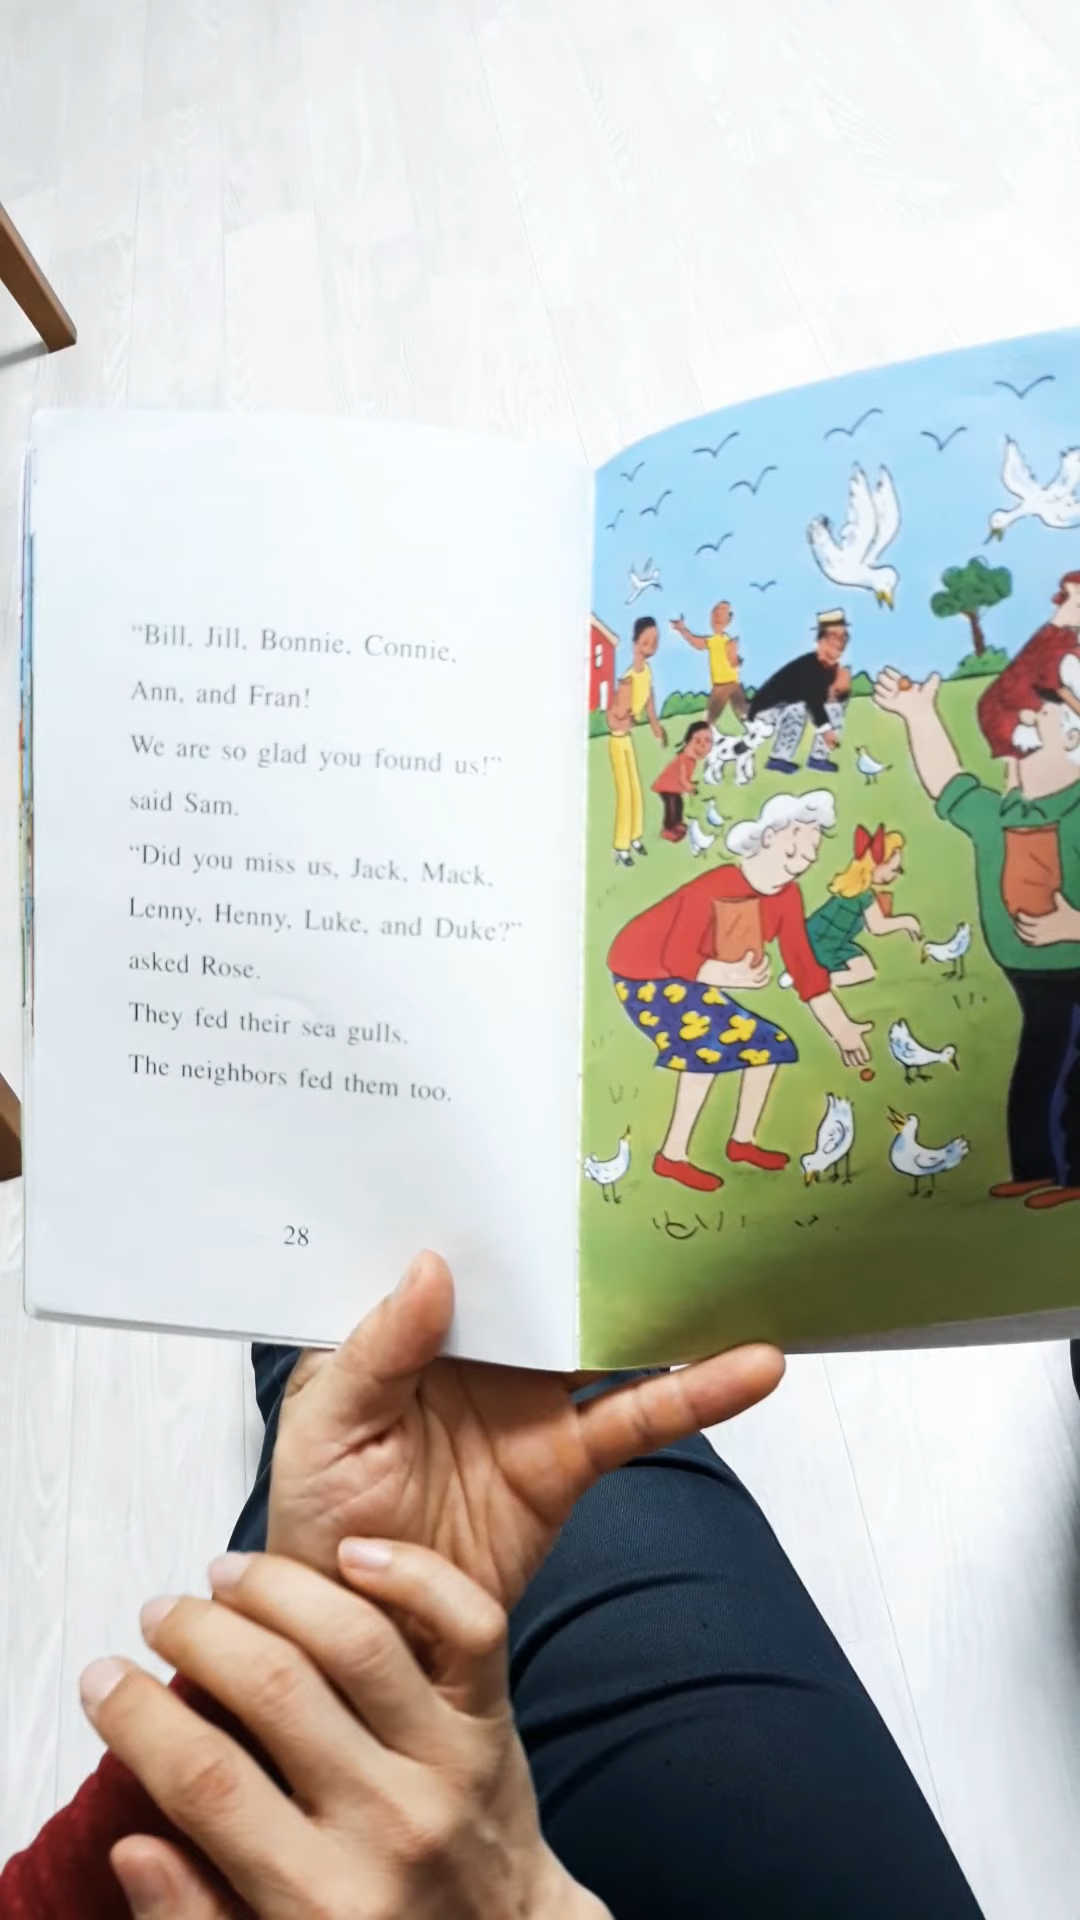 “Bill, Jill, Bonnie, Connie,
Ann, and Fran!
We are so glad you found us!”
said Sam.
“Did you miss us, Jack, Mack,
Lenny, Henny, Luke, and Duke?”
asked Rose.
They fed their sea gulls.
The neighbors fed them too.
28